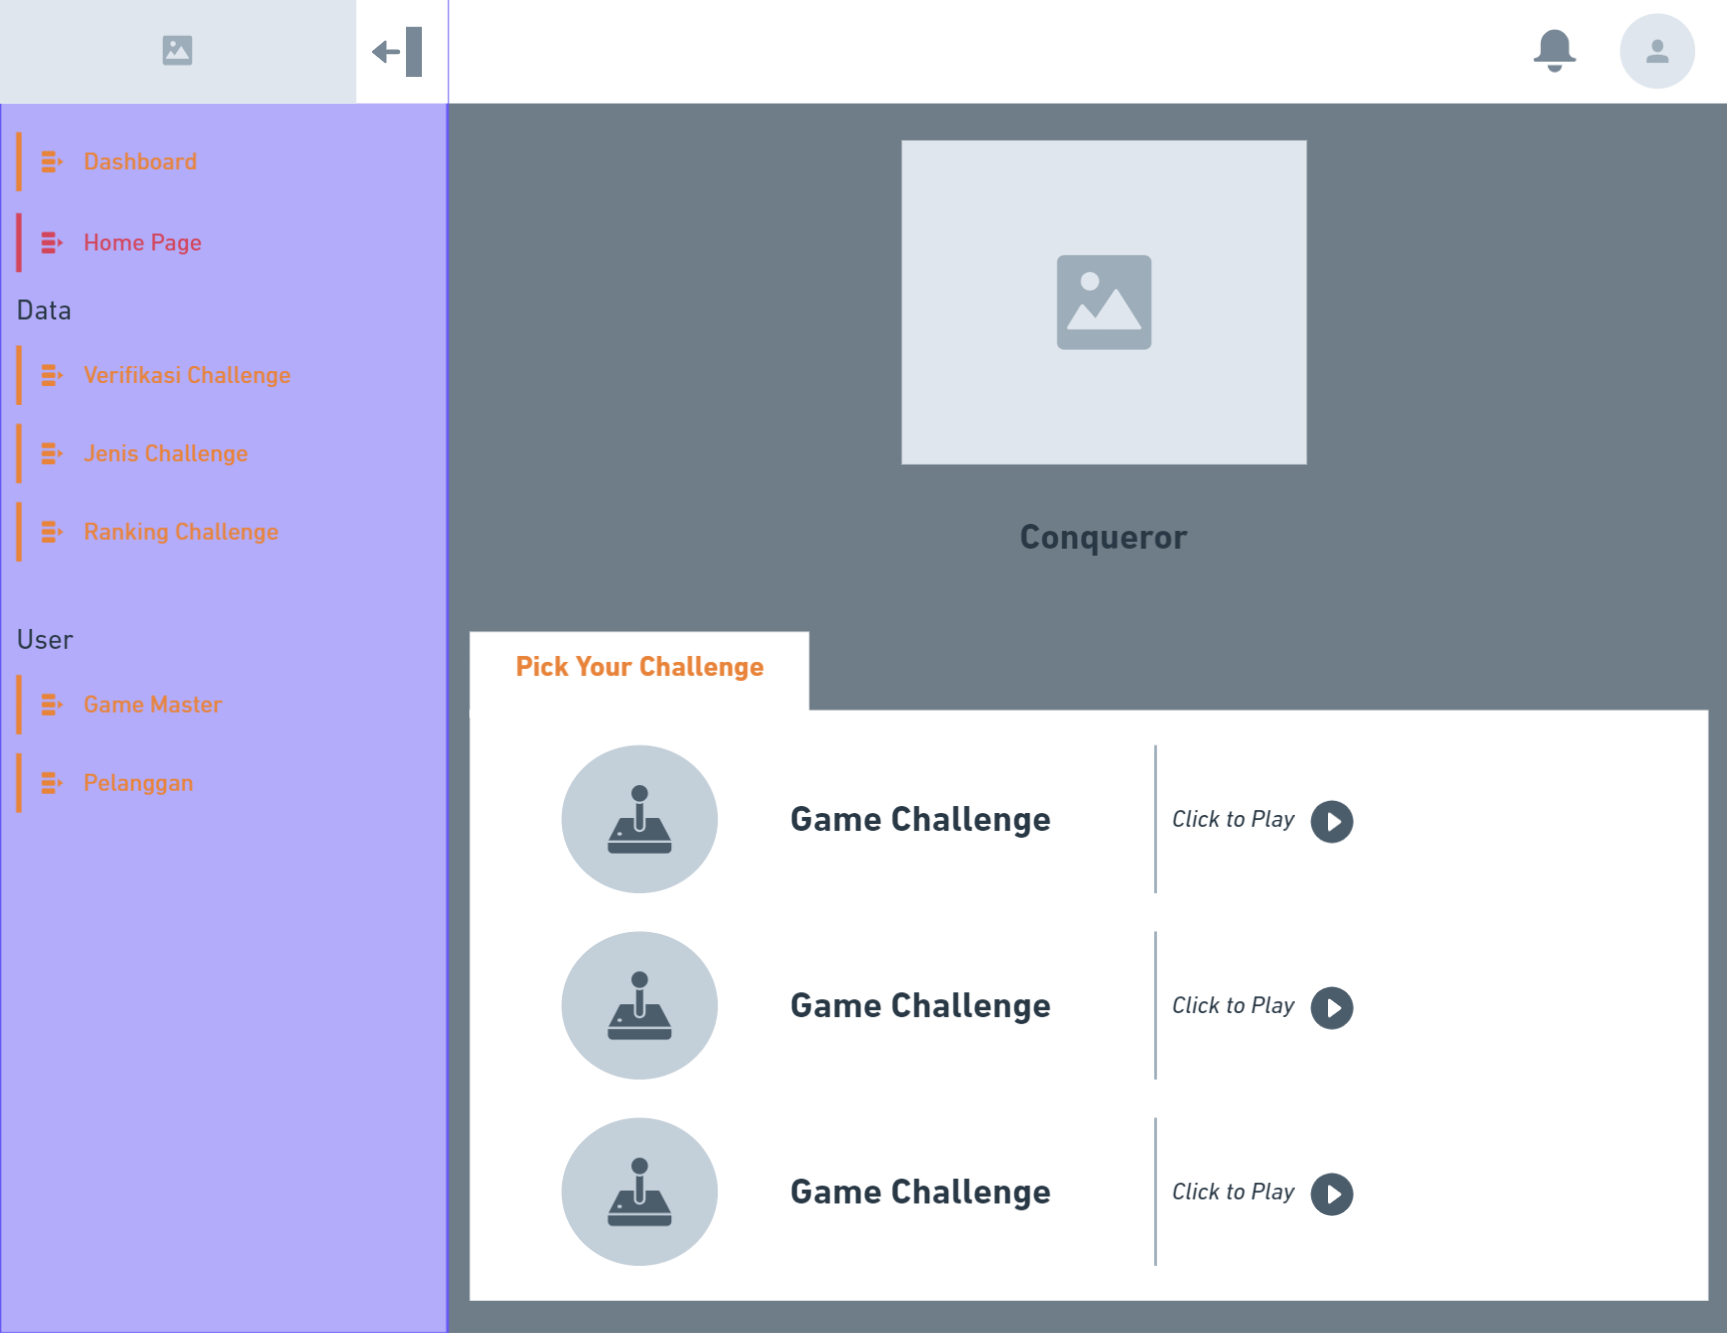 Dashboard
Home Page
Data
Verifikasi Challenge
Jenis Challenge
Ranking Challenge
User
Game Master
Pelanggan
Conqueror
Pick Your Challenge
Game Challenge
Click to Play
Game Challenge
Click to Play
Game Challenge
Click to Play